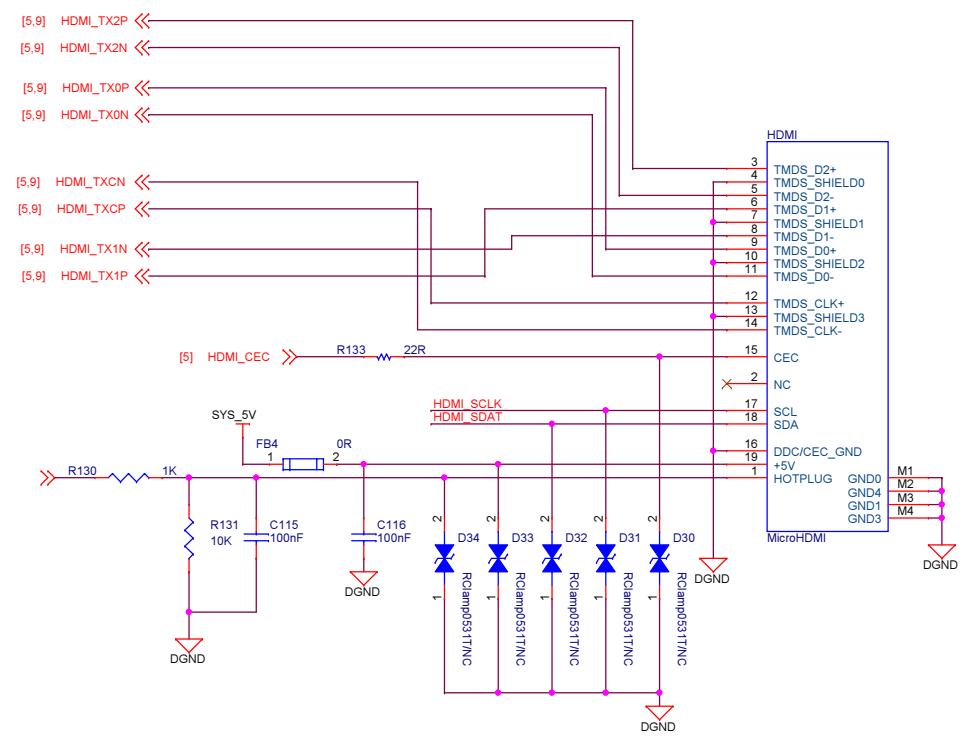 [5,9] HDMI_TX2P
[5,9] HDMI_TX2N
[5,9] HDMI_TX0P
[5,9] HDMI_TX0N
[5,9] HDMI_TXCN
[5,9] HDMI_TXCP
[5,9] HDMI_TX1N
[5,9] HDMI_TX1P
HDMI
3 TMDS_D2+
4 TMDS_SHIELD0
5 TMDS_D2-
6 TMDS_D1+
7 TMDS_SHIELD1
8 TMDS_D1-
9 TMDS_D0+
10 TMDS_SHIELD2
11 TMDS_D0-
12 TMDS_CLK+
13 TMDS_SHIELD3
14 TMDS_CLK-
[5] HDMI_CEC R133 22R 15 CEC
2 NC
HDMI_SCLK 17 SCL
HDMI_SDAT 18 SDA
SYS_5V
16 DDC/CEC_GND
FB4 0R
1 2 19 +5V
R130 1K 1 HOTPLUG
GND0 M1
GND4 M2
GND1 M3
GND3 M4
MicroHDMI
R131
10K
C115
100nF
C116
100nF
2 2 2 2 2
D34 D33 D32 D31 D30
1 1 1 1 1
RClamp0531T/NC
RClamp0531T/NC
RClamp0531T/NC
RClamp0531T/NC
RClamp0531T/NC
DGND
DGND
DGND
DGND
DGND